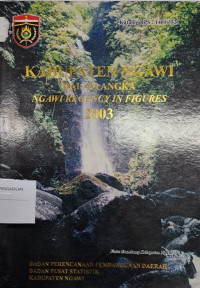 KABUPATEN NGAWI
DALAM ANGKA
NGAWI REGENCY IN FIGURES
2003
BADAN PERENCANAAN PEMBANGUNAN DAERAH
BADAN PUSAT STATISTIK
KABUPATEN NGAWI